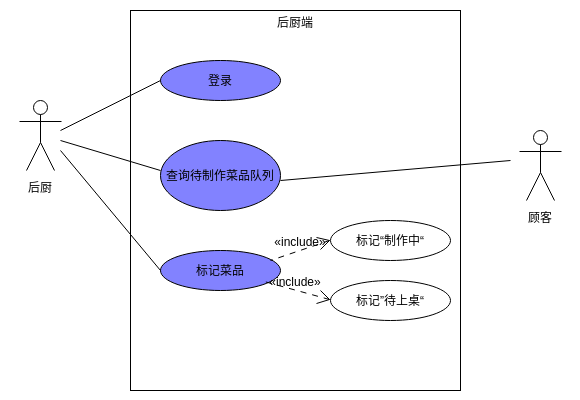 后厨端
登录
后厨
查询待制作菜品队列
顾客
«include»
标记“制作中“
标记菜品
«include»
标记”待上桌“